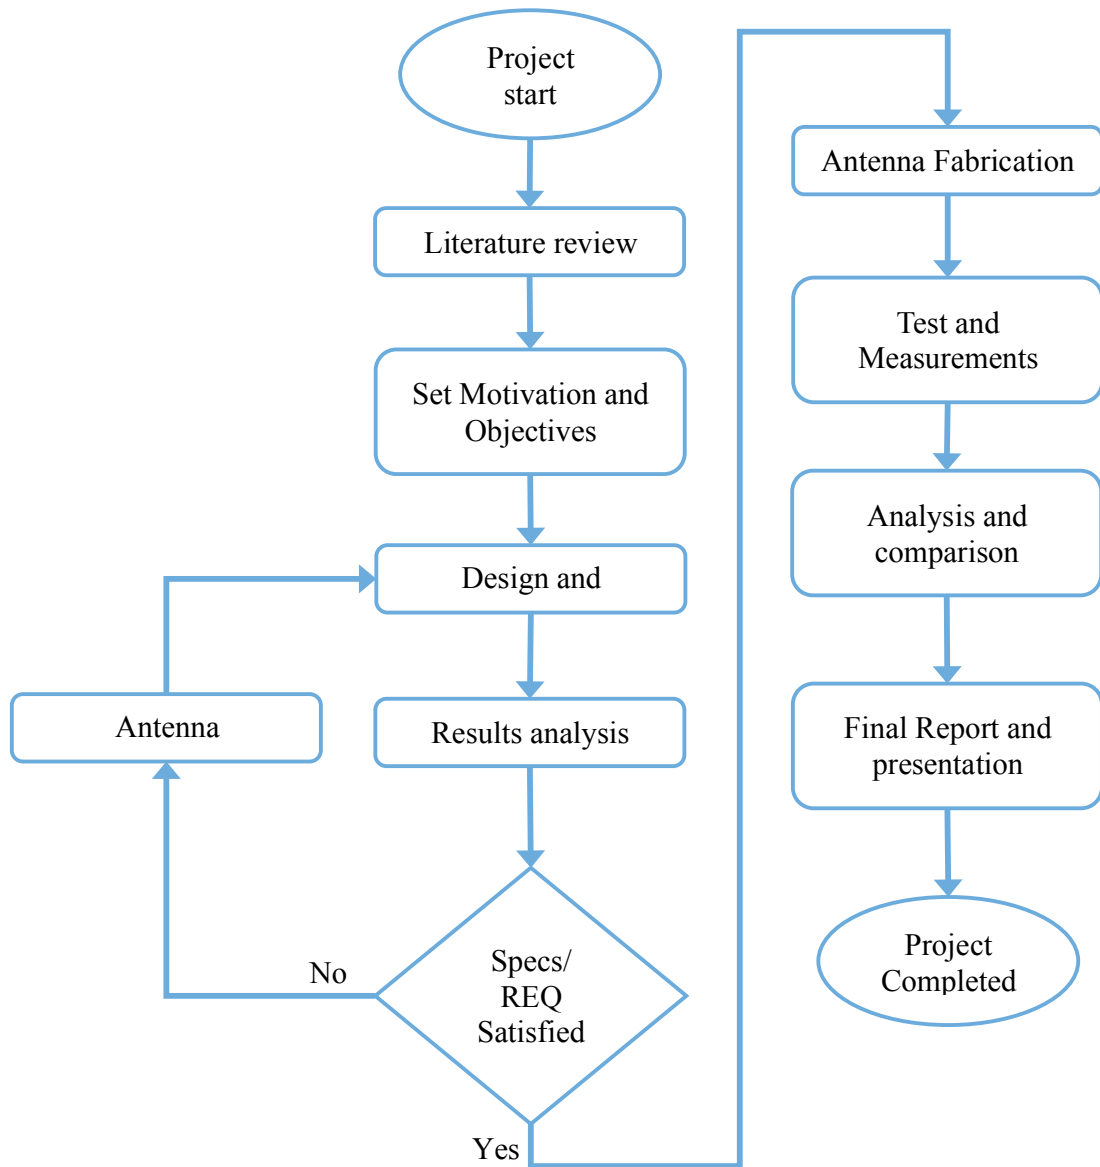 Project
start
Literature review
Set Motivation and
Objectives
Design and
Antenna
Results analysis
No
Specs/
REQ
Satisfied
Yes
Antenna Fabrication
Test and
Measurements
Analysis and
comparison
Final Report and
presentation
Project
Completed